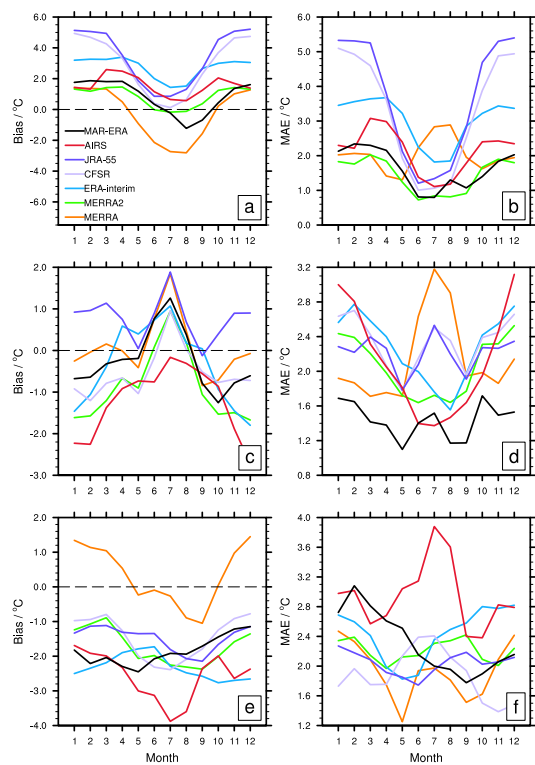 6.0
4.0
2.0
0.0
-2.0
-4.0
-6.0
Bias / °C
MAR-ERA
AIRS
JRA-55
CFSR
ERA-interim
MERRA2
MERRA
a
1 2 3 4 5 6 7 8 9 10 11 12
6.0
5.0
4.0
3.0
2.0
1.0
0.0
MAE / °C
b
1 2 3 4 5 6 7 8 9 10 11 12
2.0
1.0
0.0
-1.0
-2.0
-3.0
Bias / °C
c
1 2 3 4 5 6 7 8 9 10 11 12
3.2
2.8
2.4
2.0
1.6
1.2
0.8
MAE / °C
d
1 2 3 4 5 6 7 8 9 10 11 12
2.0
1.0
0.0
-1.0
-2.0
-3.0
-4.0
Bias / °C
e
1 2 3 4 5 6 7 8 9 10 11 12
Month
4.0
3.6
3.2
2.8
2.4
2.0
1.6
1.2
MAE / °C
f
1 2 3 4 5 6 7 8 9 10 11 12
Month